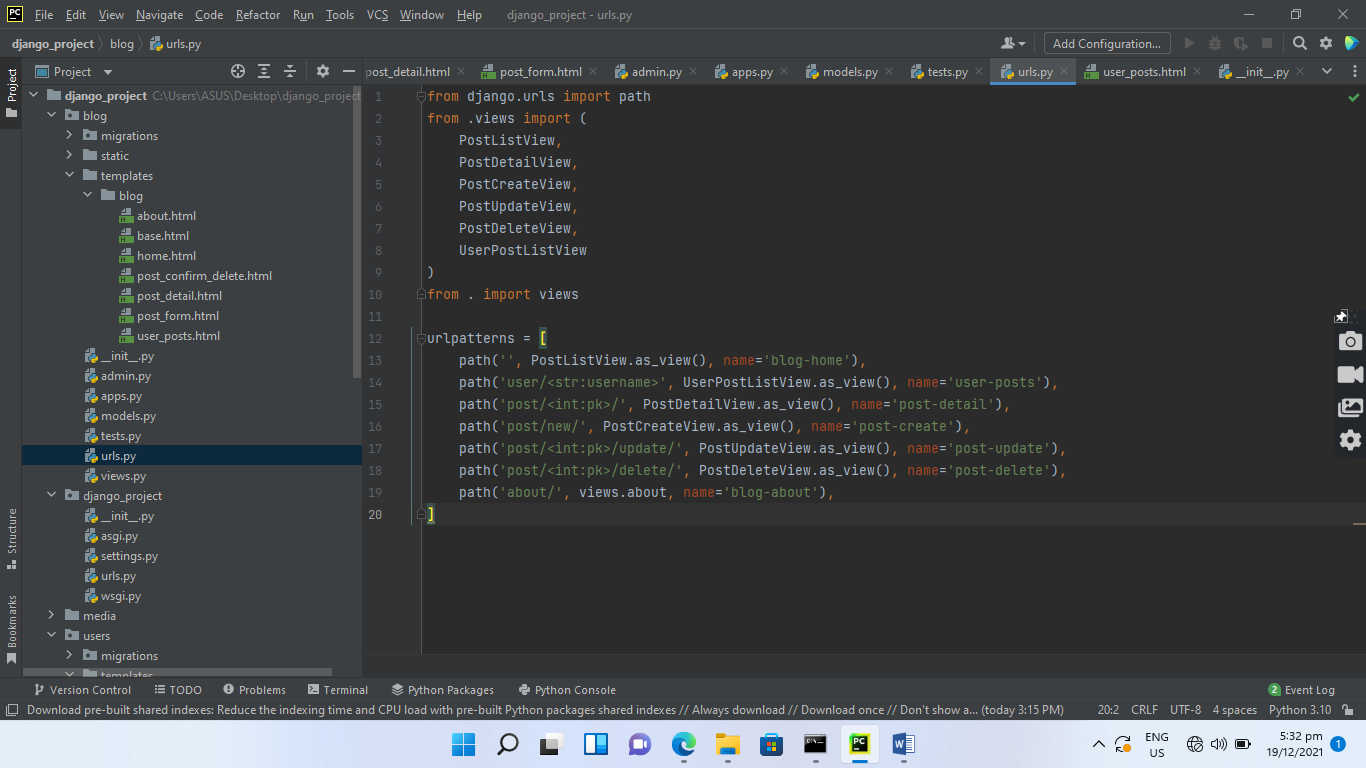 PC File Edit View Navigate Code Refactor Run Tools VCS Window Help django_project - urls.py
django_project blog urls.py Add Configuration...
Project post_detail.html post_form.html admin.py apps.py models.py tests.py urls.py user_posts.html __init__.py
Project
django_project C:\Users\ASUS\Desktop\django_project
blog
migrations
static
templates
blog
about.html
base.html
home.html
post_confirm_delete.html
post_detail.html
post_form.html
user_posts.html
__init__.py
admin.py
apps.py
models.py
tests.py
urls.py
views.py
django_project
__init__.py
asgi.py
settings.py
urls.py
wsgi.py
media
users
migrations
templates
Structure
Bookmarks
1 from django.urls import path
2 from .views import (
3     PostListView,
4     PostDetailView,
5     PostCreateView,
6     PostUpdateView,
7     PostDeleteView,
8     UserPostListView
9 )
10 from . import views
11
12 urlpatterns = [
13     path('', PostListView.as_view(), name='blog-home'),
14     path('user/<str:username>', UserPostListView.as_view(), name='user-posts'),
15     path('post/<int:pk>/', PostDetailView.as_view(), name='post-detail'),
16     path('post/new/', PostCreateView.as_view(), name='post-create'),
17     path('post/<int:pk>/update/', PostUpdateView.as_view(), name='post-update'),
18     path('post/<int:pk>/delete/', PostDeleteView.as_view(), name='post-delete'),
19     path('about/', views.about, name='blog-about'),
20 ]
Version Control TODO Problems Terminal Python Packages Python Console 2 Event Log
Download pre-built shared indexes: Reduce the indexing time and CPU load with pre-built Python packages shared indexes // Always download // Download once // Don't show a... (today 3:15 PM) 20:2 CRLF UTF-8 4 spaces Python 3.10
PC W ENG US 5:32 pm 19/12/2021 1